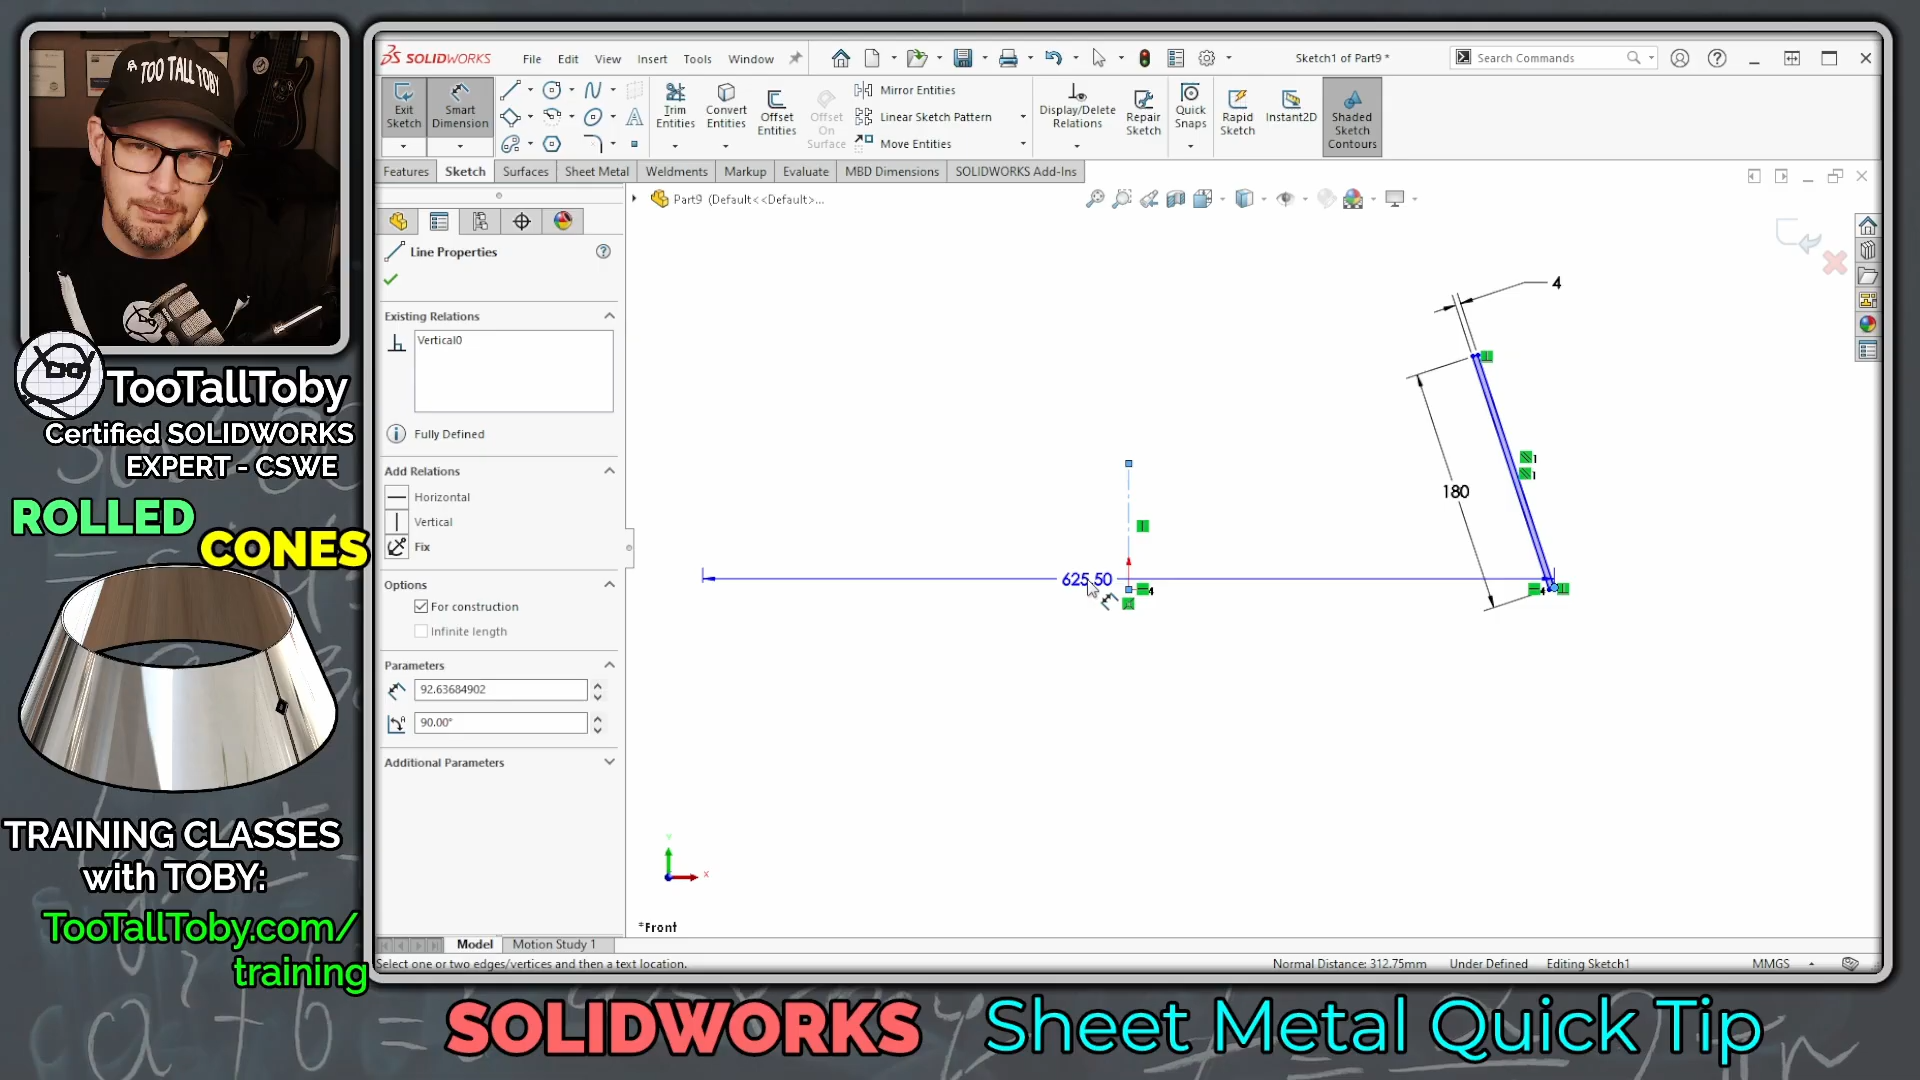 TOO TALL TOBY
TooTallToby
Certified SOLIDWORKS
EXPERT - CSWE
ROLLED
CONES
TRAINING CLASSES
with TOBY:
TooTallToby.com/
training
SOLIDWORKS
File
Edit
View
Insert
Tools
Window
Sketch1 of Part9 *
Search Commands
Exit
Sketch
Smart
Dimension
Trim
Entities
Convert
Entities
Offset
Entities
Offset
On
Surface
Mirror Entities
Linear Sketch Pattern
Move Entities
Display/Delete
Relations
Repair
Sketch
Quick
Snaps
Rapid
Sketch
Instant2D
Shaded
Sketch
Contours
Features
Sketch
Surfaces
Sheet Metal
Weldments
Markup
Evaluate
MBD Dimensions
SOLIDWORKS Add-Ins
Part9 (Default<<Default>...
Line Properties
Existing Relations
Vertical0
Fully Defined
Add Relations
Horizontal
Vertical
Fix
Options
For construction
Infinite length
Parameters
92.63684902
90.00°
Additional Parameters
4
180
1
1
625.50
4
4
Y
X
*Front
Model
Motion Study 1
Select one or two edges/vertices and then a text location.
Normal Distance: 312.75mm
Under Defined
Editing Sketch1
MMGS
SOLIDWORKS
Sheet Metal Quick Tip